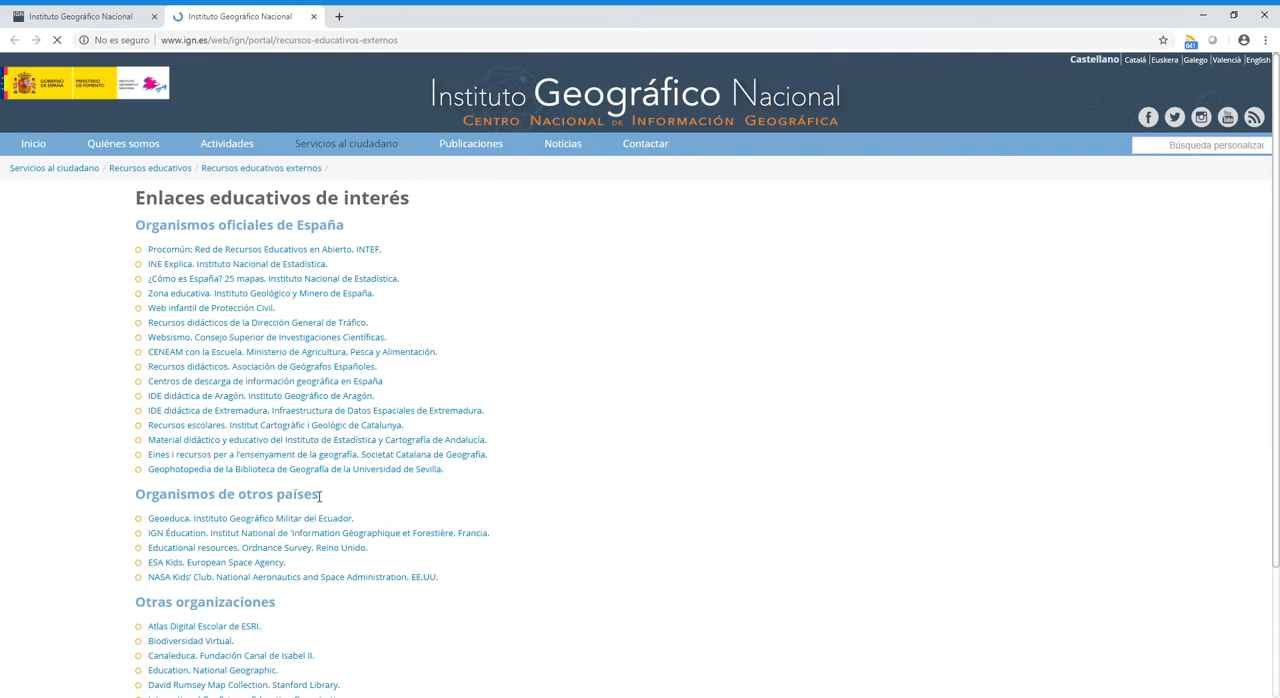 Instituto Geográfico Nacional
Instituto Geográfico Nacional
No es seguro www.ign.es/web/ign/portal/recursos-educativos-externos
641
Castellano Català Euskera Galego Valencià English
GOBIERNO DE ESPAÑA MINISTERIO DE FOMENTO
Instituto Geográfico Nacional
CENTRO NACIONAL DE INFORMACIÓN GEOGRÁFICA
Inicio Quiénes somos Actividades Servicios al ciudadano Publicaciones Noticias Contactar
Búsqueda personalizac
Servicios al ciudadano / Recursos educativos / Recursos educativos externos /
Enlaces educativos de interés
Organismos oficiales de España
Procomún: Red de Recursos Educativos en Abierto. INTEF.
INE Explica. Instituto Nacional de Estadística.
¿Cómo es España? 25 mapas. Instituto Nacional de Estadística.
Zona educativa. Instituto Geológico y Minero de España.
Web infantil de Protección Civil.
Recursos didácticos de la Dirección General de Tráfico.
Websismo. Consejo Superior de Investigaciones Científicas.
CENEAM con la Escuela. Ministerio de Agricultura, Pesca y Alimentación.
Recursos didácticos. Asociación de Geógrafos Españoles.
Centros de descarga de información geográfica en España
IDE didáctica de Aragón. Instituto Geográfico de Aragón.
IDE didáctica de Extremadura. Infraestructura de Datos Espaciales de Extremadura.
Recursos escolares. Institut Cartogràfic i Geològic de Catalunya.
Material didáctico y educativo del Instituto de Estadística y Cartografía de Andalucía.
Eines i recursos per a l'ensenyament de la geografia. Societat Catalana de Geografia.
Geophotopedia de la Biblioteca de Geografía de la Universidad de Sevilla.
Organismos de otros países
Geoeduca. Instituto Geográfico Militar del Ecuador.
IGN Éducation. Institut National de 'Information Géographique et Forestière. Francia.
Educational resources. Ordnance Survey. Reino Unido.
ESA Kids. European Space Agency.
NASA Kids' Club. National Aeronautics and Space Administration. EE.UU.
Otras organizaciones
Atlas Digital Escolar de ESRI.
Biodiversidad Virtual.
Canaleduca. Fundación Canal de Isabel II.
Education. National Geographic.
David Rumsey Map Collection. Stanford Library.